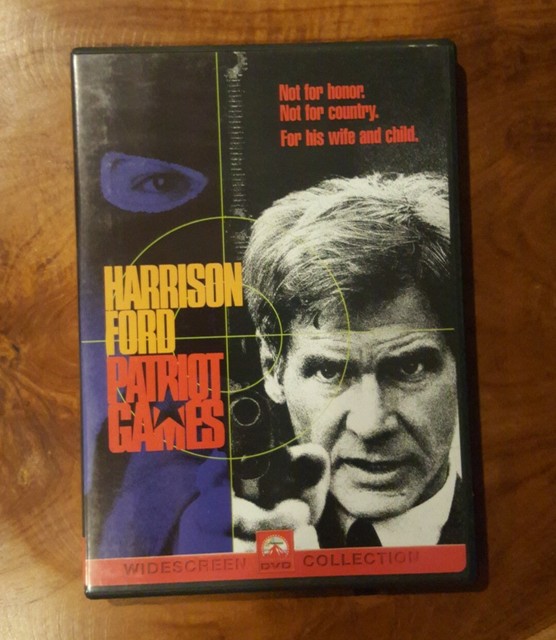 Not for honor.
Not for country.
For his wife and child.
HARRISON
FORD
PATRIOT
GAMES
WIDESCREEN DVD COLLECTION